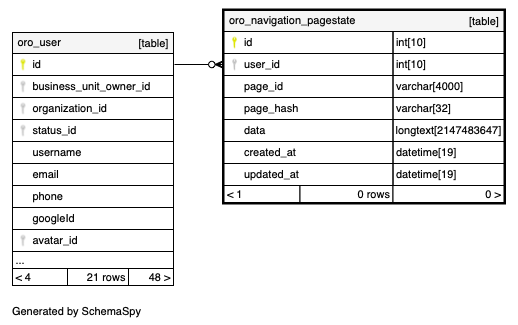 oro_user [table]
id
business_unit_owner_id
organization_id
status_id
username
email
phone
googleId
avatar_id
...
< 4 21 rows 48 >
oro_navigation_pagestate [table]
id int[10]
user_id int[10]
page_id varchar[4000]
page_hash varchar[32]
data longtext[2147483647]
created_at datetime[19]
updated_at datetime[19]
< 1 0 rows 0 >
Generated by SchemaSpy